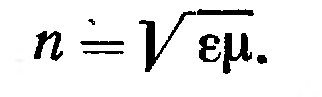 n = √εμ.